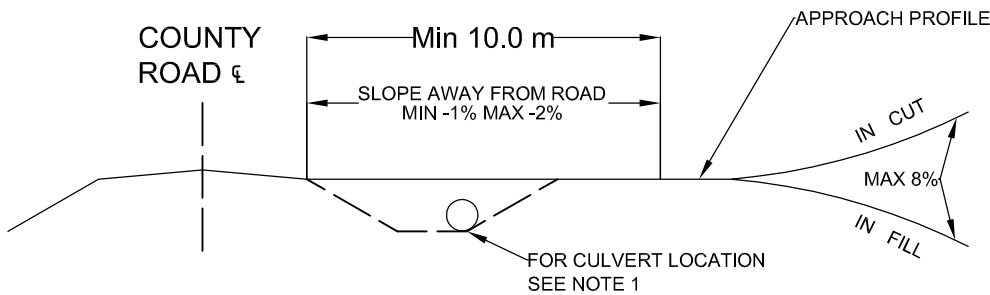 COUNTY
ROAD ℄
Min 10.0 m
APPROACH PROFILE
SLOPE AWAY FROM ROAD
MIN -1% MAX -2%
IN CUT
MAX 8%
IN FILL
FOR CULVERT LOCATION
SEE NOTE 1